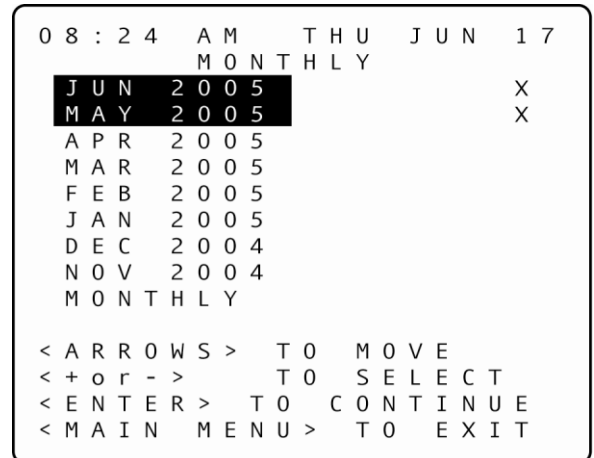 08:24 AM THU JUN 17
MONTHLY
JUN 2005 X
MAY 2005 X
APR 2005
MAR 2005
FEB 2005
JAN 2005
DEC 2004
NOV 2004
MONTHLY
<ARROWS> TO MOVE
<+or-> TO SELECT
<ENTER> TO CONTINUE
<MAIN MENU> TO EXIT